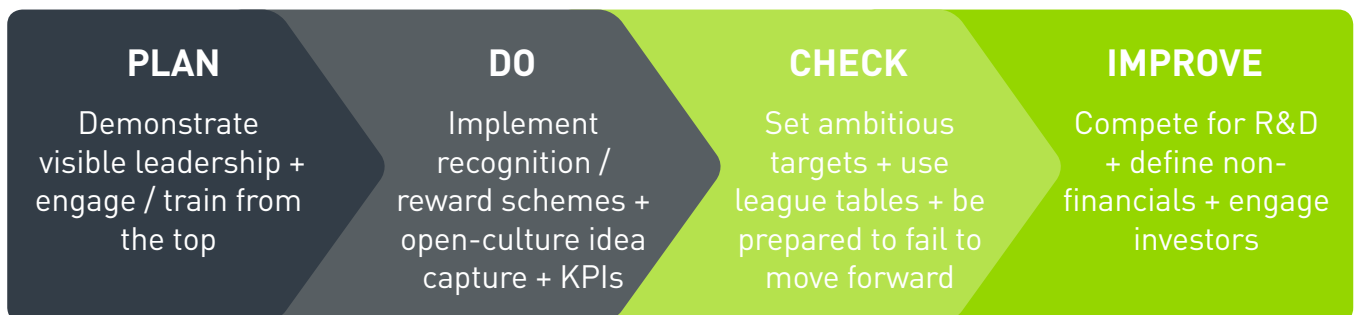 PLAN
Demonstrate
visible leadership +
engage / train from
the top
DO
Implement
recognition /
reward schemes +
open-culture idea
capture + KPIs
CHECK
Set ambitious
targets + use
league tables + be
prepared to fail to
move forward
IMPROVE
Compete for R&D
+ define non-
financials + engage
investors